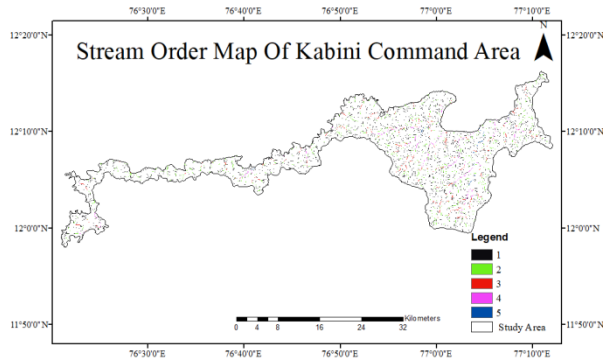 76°30'0"E 76°40'0"E 76°50'0"E 77°0'0"E 77°10'0"E
N
12°20'0"N 12°20'0"N
Stream Order Map Of Kabini Command Area
12°10'0"N 12°10'0"N
12°0'0"N 12°0'0"N
Legend
1
2
3
4
5
Study Area
Kilometers
0 4 8 16 24 32
11°50'0"N 11°50'0"N
76°30'0"E 76°40'0"E 76°50'0"E 77°0'0"E 77°10'0"E